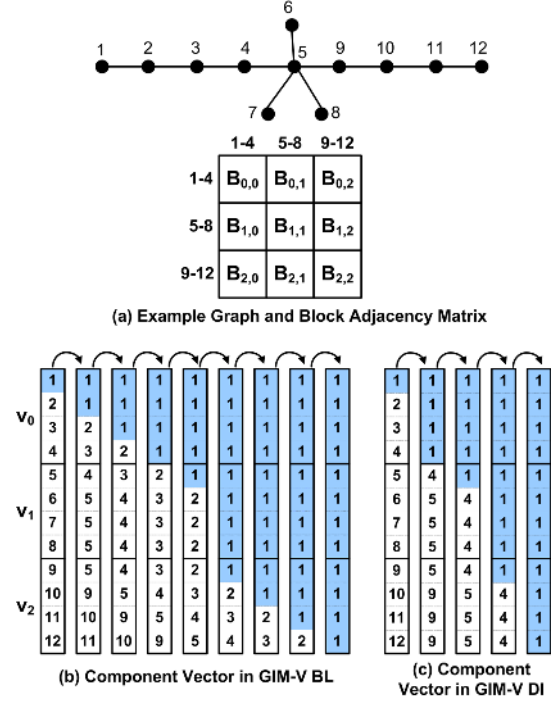 6
1 2 3 4 5 9 10 11 12
7 8
1-4 5-8 9-12
1-4 B0,0 B0,1 B0,2
5-8 B1,0 B1,1 B1,2
9-12 B2,0 B2,1 B2,2
(a) Example Graph and Block Adjacency Matrix
1 1 1 1 1 1 1 1 1 1 1 1 1 1
2 1 1 1 1 1 1 1 1 2 1 1 1 1
v0
3 2 1 1 1 1 1 1 1 3 1 1 1 1
4 3 2 1 1 1 1 1 1 4 1 1 1 1
5 4 3 2 1 1 1 1 1 5 4 1 1 1
6 5 4 3 2 1 1 1 1 6 5 4 1 1
v1
7 5 4 3 2 1 1 1 1 7 5 4 1 1
8 5 4 3 2 1 1 1 1 8 5 4 1 1
9 5 4 3 2 1 1 1 1 9 5 4 1 1
10 9 5 4 3 2 1 1 1 10 9 5 4 1
v2
11 10 9 5 4 3 2 1 1 11 9 5 4 1
12 11 10 9 5 4 3 2 1 12 9 5 4 1
(b) Component Vector in GIM-V BL
(c) Component
Vector in GIM-V DI